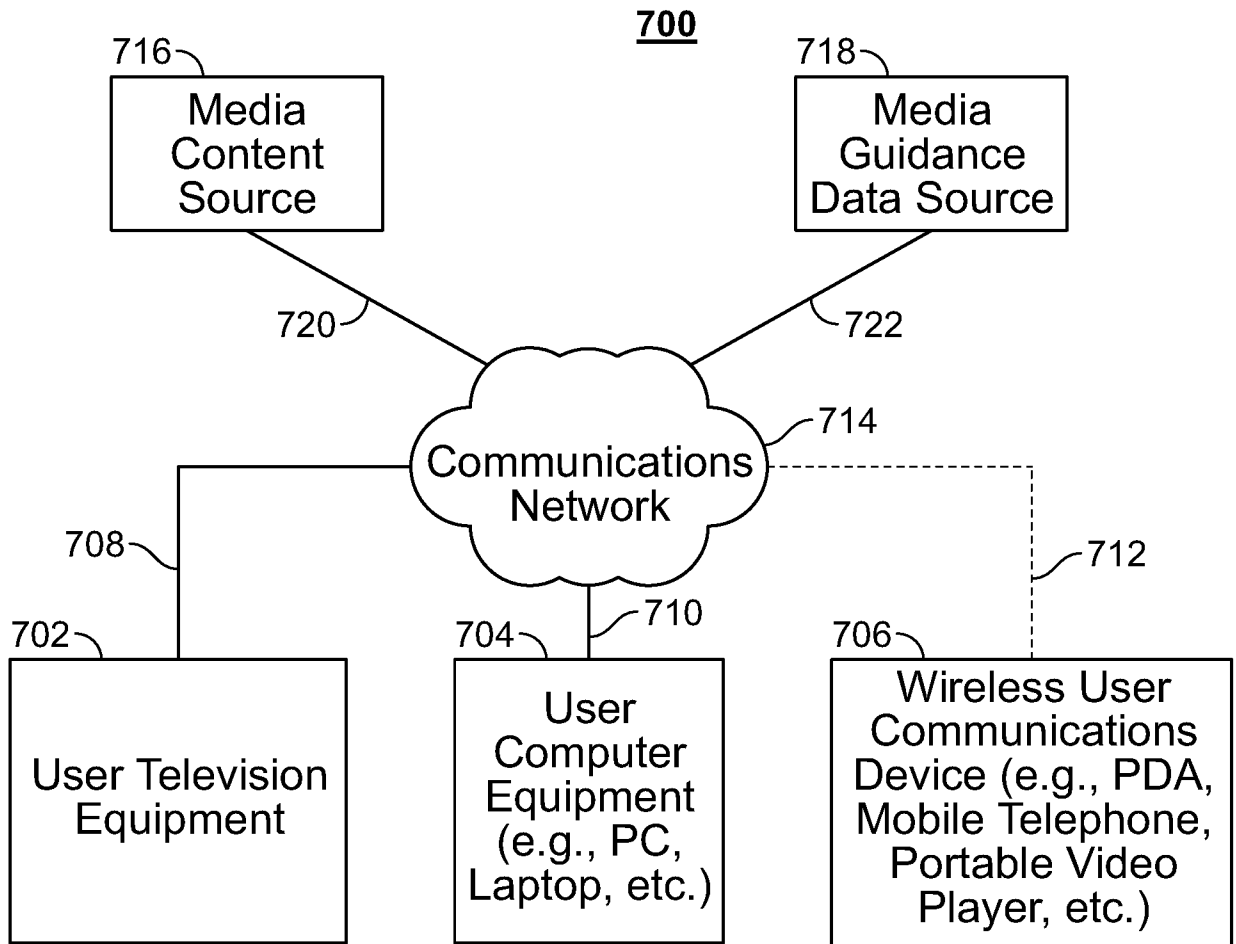 700
716
Media
Content
Source
718
Media
Guidance
Data Source
720
722
714
Communications
Network
708
712
710
702
User Television
Equipment
704
User
Computer
Equipment
(e.g., PC,
Laptop, etc.)
706
Wireless User
Communications
Device (e.g., PDA,
Mobile Telephone,
Portable Video
Player, etc.)